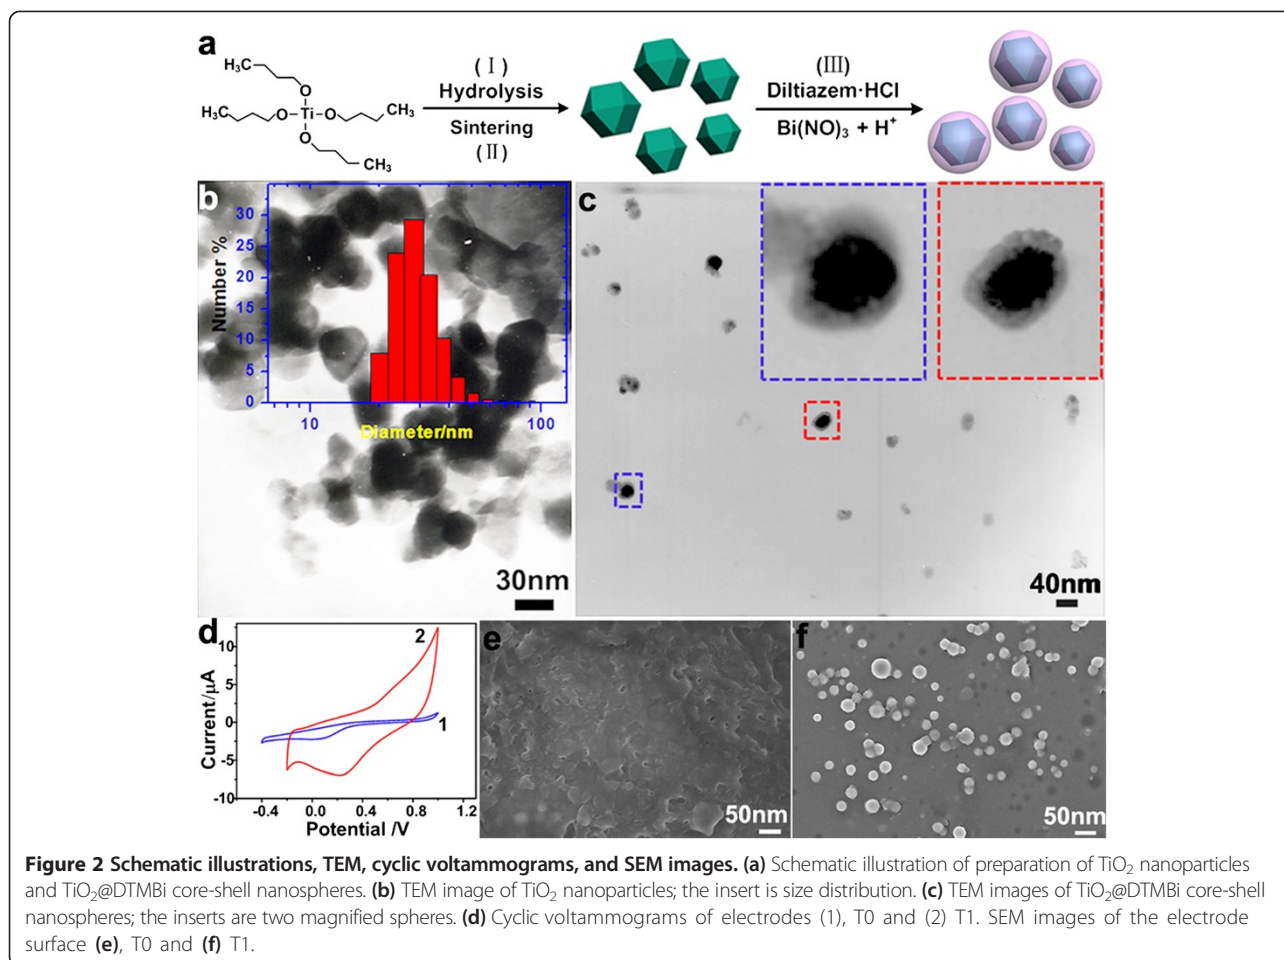 a
H₃C
O
H₃C
O
Ti
O
CH₃
O
CH₃
(Ⅰ)
Hydrolysis
Sintering
(Ⅱ)
(Ⅲ)
Diltiazem·HCl
Bi(NO)₃ + H⁺
b
Number %
30
25
20
15
10
5
0
10
100
Diameter/nm
30nm
c
40nm
d
Current/μA
10
5
0
-5
-10
2
1
-0.4
0.0
0.4
0.8
1.2
Potential /V
e
50nm
f
50nm
Figure 2 Schematic illustrations, TEM, cyclic voltammograms, and SEM images. (a) Schematic illustration of preparation of TiO₂ nanoparticles
and TiO₂@DTMBi core-shell nanospheres. (b) TEM image of TiO₂ nanoparticles; the insert is size distribution. (c) TEM images of TiO₂@DTMBi core-shell
nanospheres; the inserts are two magnified spheres. (d) Cyclic voltammograms of electrodes (1), T0 and (2) T1. SEM images of the electrode
surface (e), T0 and (f) T1.